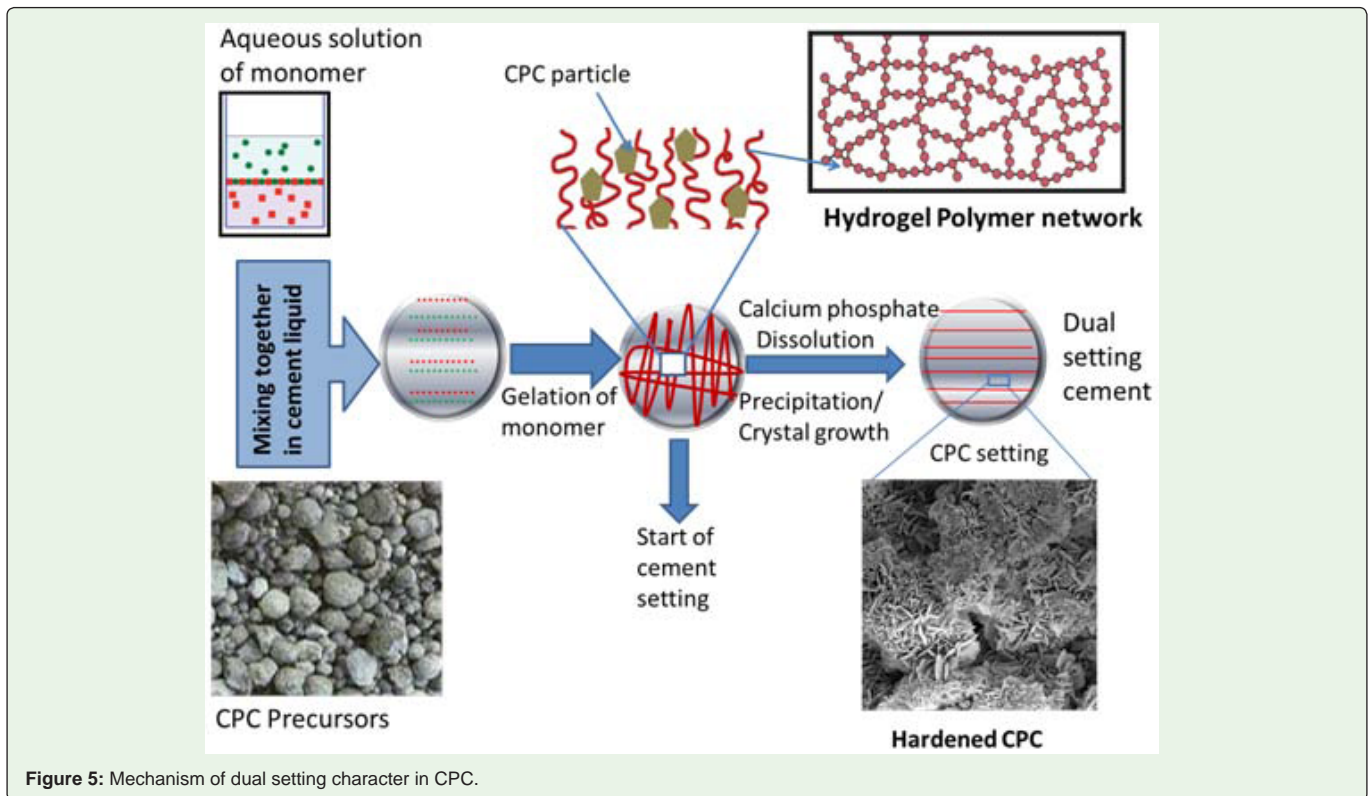 Aqueous solution
of monomer
CPC particle
Hydrogel Polymer network
Mixing together
in cement liquid
Gelation of
monomer
Calcium phosphate
Dissolution
Precipitation/
Crystal growth
Dual
setting
cement
CPC setting
Start of
cement
setting
CPC Precursors
Hardened CPC
Figure 5: Mechanism of dual setting character in CPC.